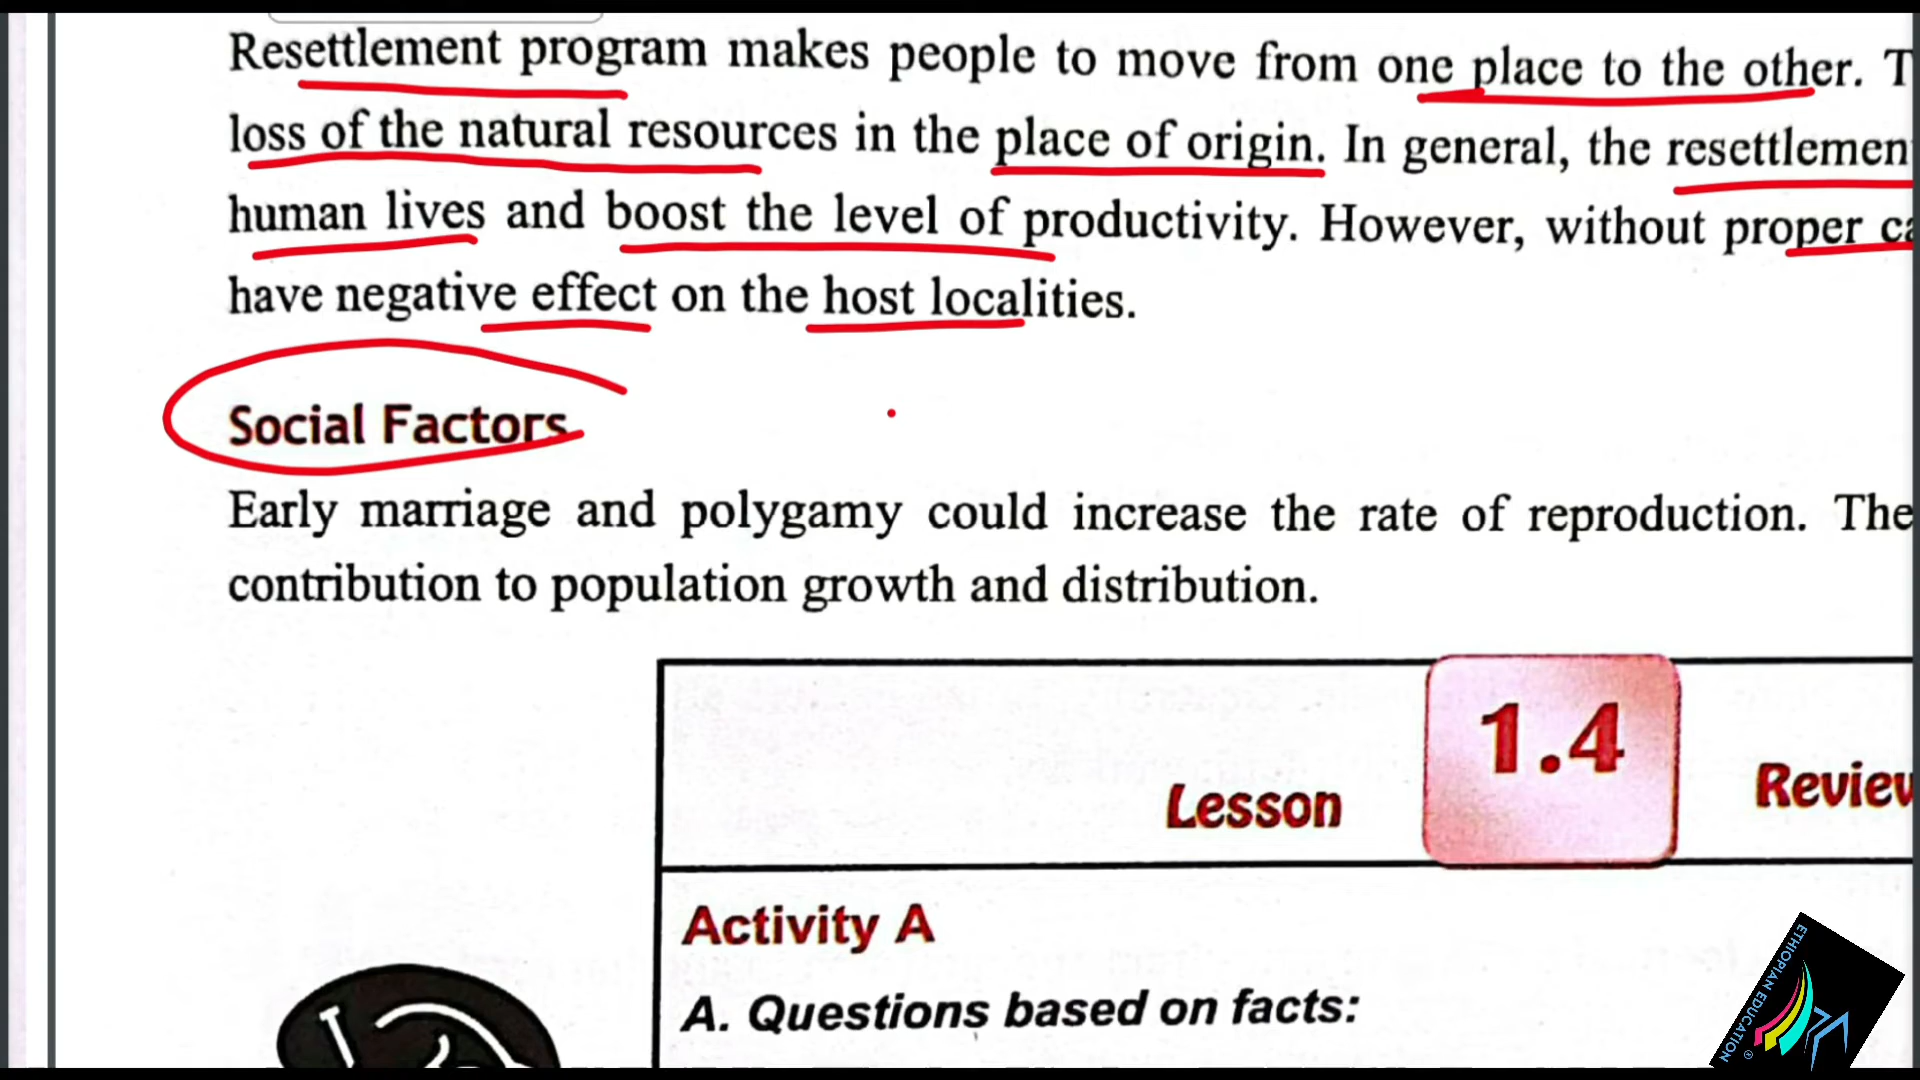 Resettlement program makes people to move from one place to the other.
loss of the natural resources in the place of origin. In general, the
human lives and boost the level of productivity. However, without proper
have negative effect on the host localities.
Social Factors
Early marriage and polygamy could increase the rate of reproduction. The
contribution to population growth and distribution.
Lesson 1.4
Activity A
A. Questions based on facts:
ETHIOPIAN EDUCATION ®